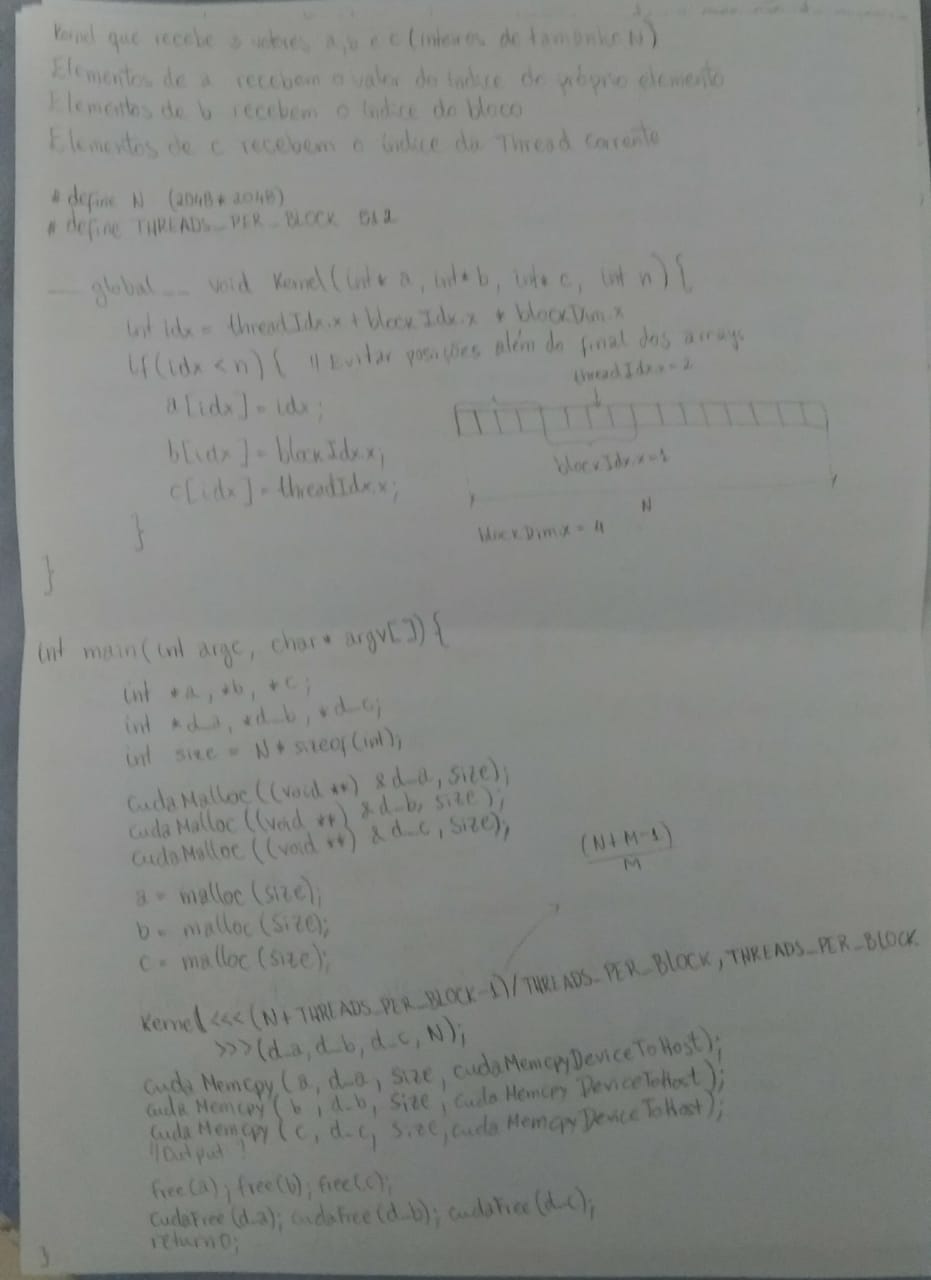 Kernel que recebe 3 vetores a, b e c (inteiros de tamanho N)
Elementos de a recebem o valor do índice do próprio elemento
Elementos de b recebem o índice do bloco
Elementos de c recebem o índice da Thread corrente
# define N (2048 * 2048)
# define THREADS_PER_BLOCK 512
__global__ void Kernel(int* a, int* b, int* c, int n){
int idx = threadIdx.x + blockIdx.x * blockDim.x
if(idx < n) { // Evitar posições além do final dos arrays
threadIdx.x = 2
a[idx] = idx;
b[idx] = blockIdx.x;
blockIdx.x = 1
c[idx] = threadIdx.x;
N
blockDim.x = 4
}
}
int main(int argc, char* argv[]){
int *a, *b, *c;
int *d_a, *d_b, *d_c;
int size = N * sizeof(int);
cudaMalloc((void **) &d_a, size);
cudaMalloc((void **) &d_b, size);
cudaMalloc((void **) &d_c, size);
(N+M-1)
M
a = malloc(size);
b = malloc(size);
c = malloc(size);
Kernel<<<(N+THREADS_PER_BLOCK-1)/THREADS_PER_BLOCK, THREADS_PER_BLOCK
>>>(d_a, d_b, d_c, N);
cudaMemcpy(a, d_a, size, cudaMemcpyDeviceToHost);
cudaMemcpy(b, d_b, size, cudaMemcpyDeviceToHost);
cudaMemcpy(c, d_c, size, cudaMemcpyDeviceToHost);
//Output
free(a); free(b); free(c);
cudaFree(d_a); cudaFree(d_b); cudaFree(d_c);
return 0;
}